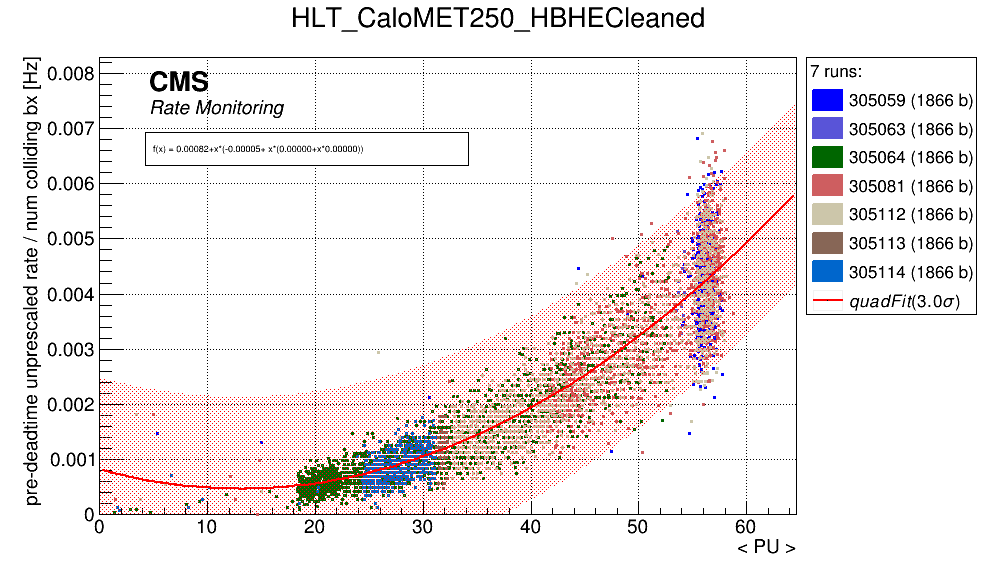 HLT_CaloMET250_HBHECleaned
pre-deadtime unprescaled rate / num colliding bx [Hz]
0.008
0.007
0.006
0.005
0.004
0.003
0.002
0.001
0
CMS
Rate Monitoring
f(x) = 0.00082+x*(-0.00005+ x*(0.00000+x*0.00000))
0 10 20 30 40 50 60
< PU >
7 runs:
305059 (1866 b)
305063 (1866 b)
305064 (1866 b)
305081 (1866 b)
305112 (1866 b)
305113 (1866 b)
305114 (1866 b)
quadFit(3.0σ)